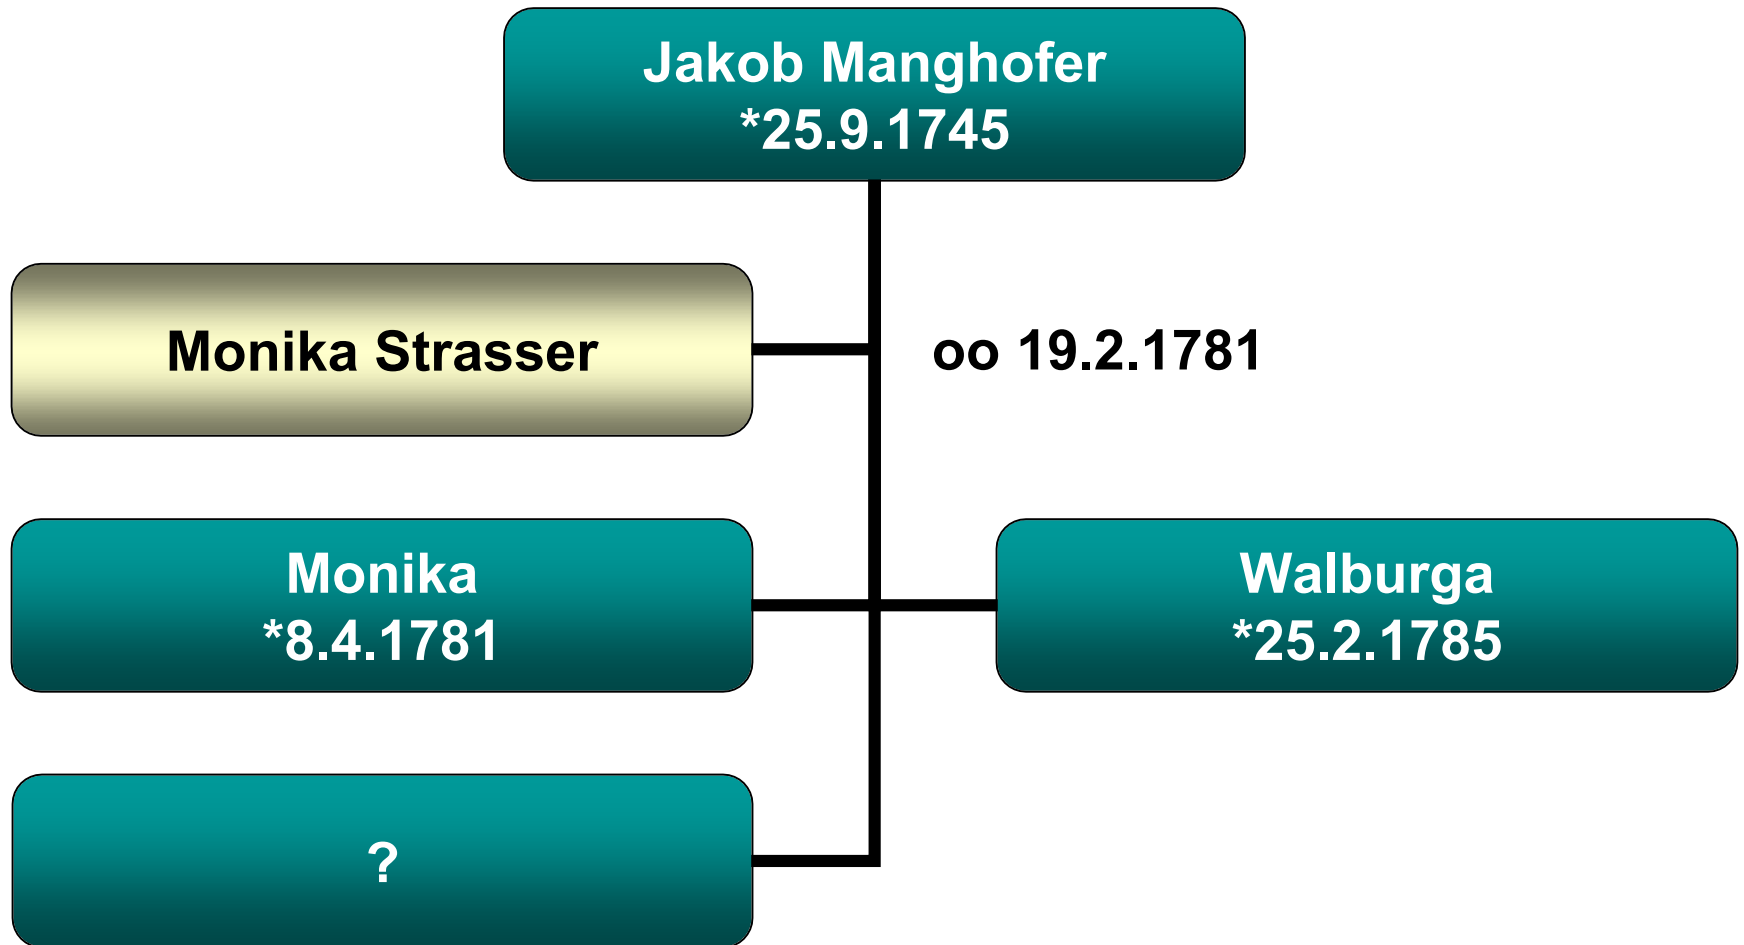 Jakob Manghofer
*25.9.1745
Monika Strasser
oo 19.2.1781
Monika
*8.4.1781
Walburga
*25.2.1785
?